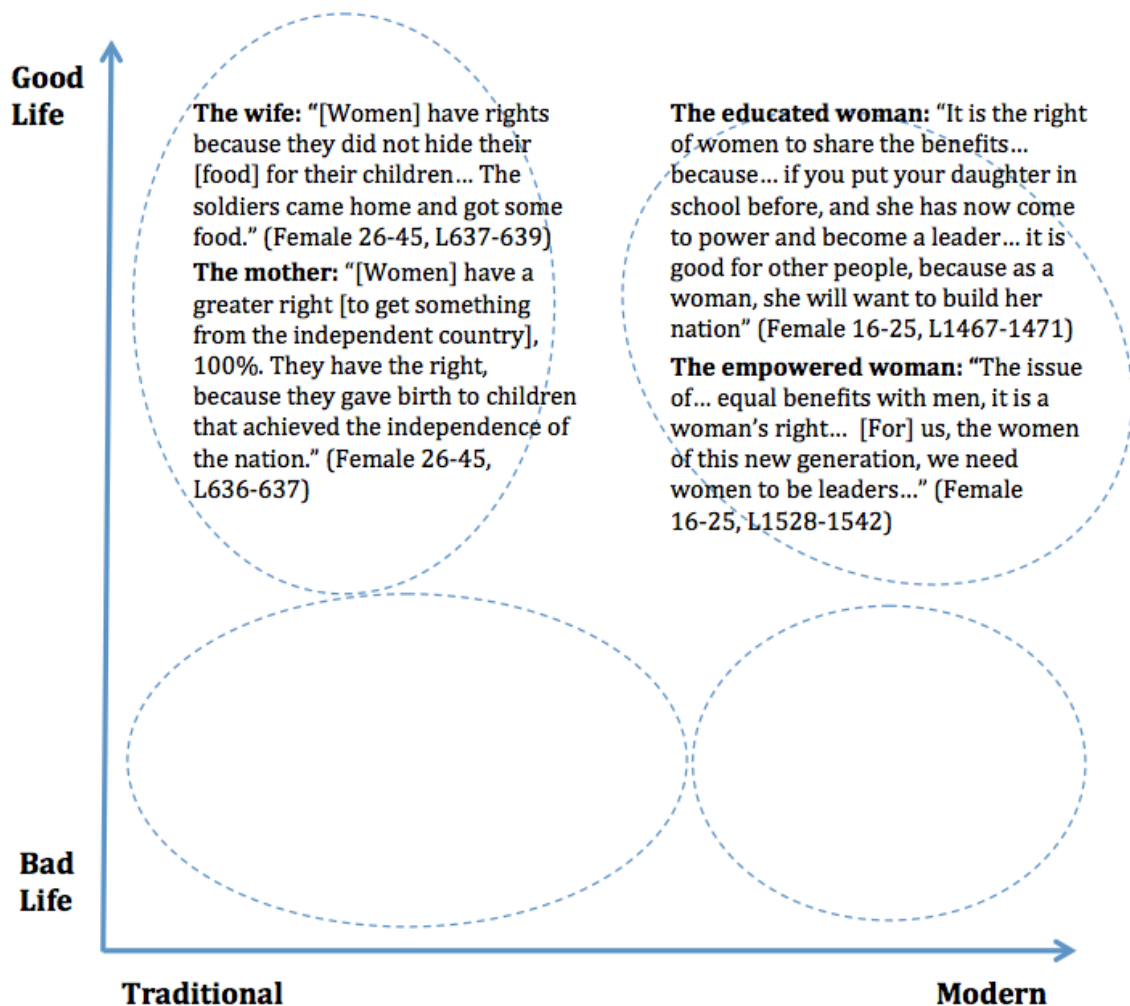 Good
Life
The wife: “[Women] have rights
because they did not hide their
[food] for their children… The
soldiers came home and got some
food.” (Female 26-45, L637-639)
The mother: “[Women] have a
greater right [to get something
from the independent country],
100%. They have the right,
because they gave birth to children
that achieved the independence of
the nation.” (Female 26-45,
L636-637)
The educated woman: “It is the right
of women to share the benefits…
because… if you put your daughter in
school before, and she has now come
to power and become a leader… it is
good for other people, because as a
woman, she will want to build her
nation” (Female 16-25, L1467-1471)
The empowered woman: “The issue
of… equal benefits with men, it is a
woman’s right…  [For] us, the women
of this new generation, we need
women to be leaders…” (Female
16-25, L1528-1542)
Bad
Life
Traditional
Modern